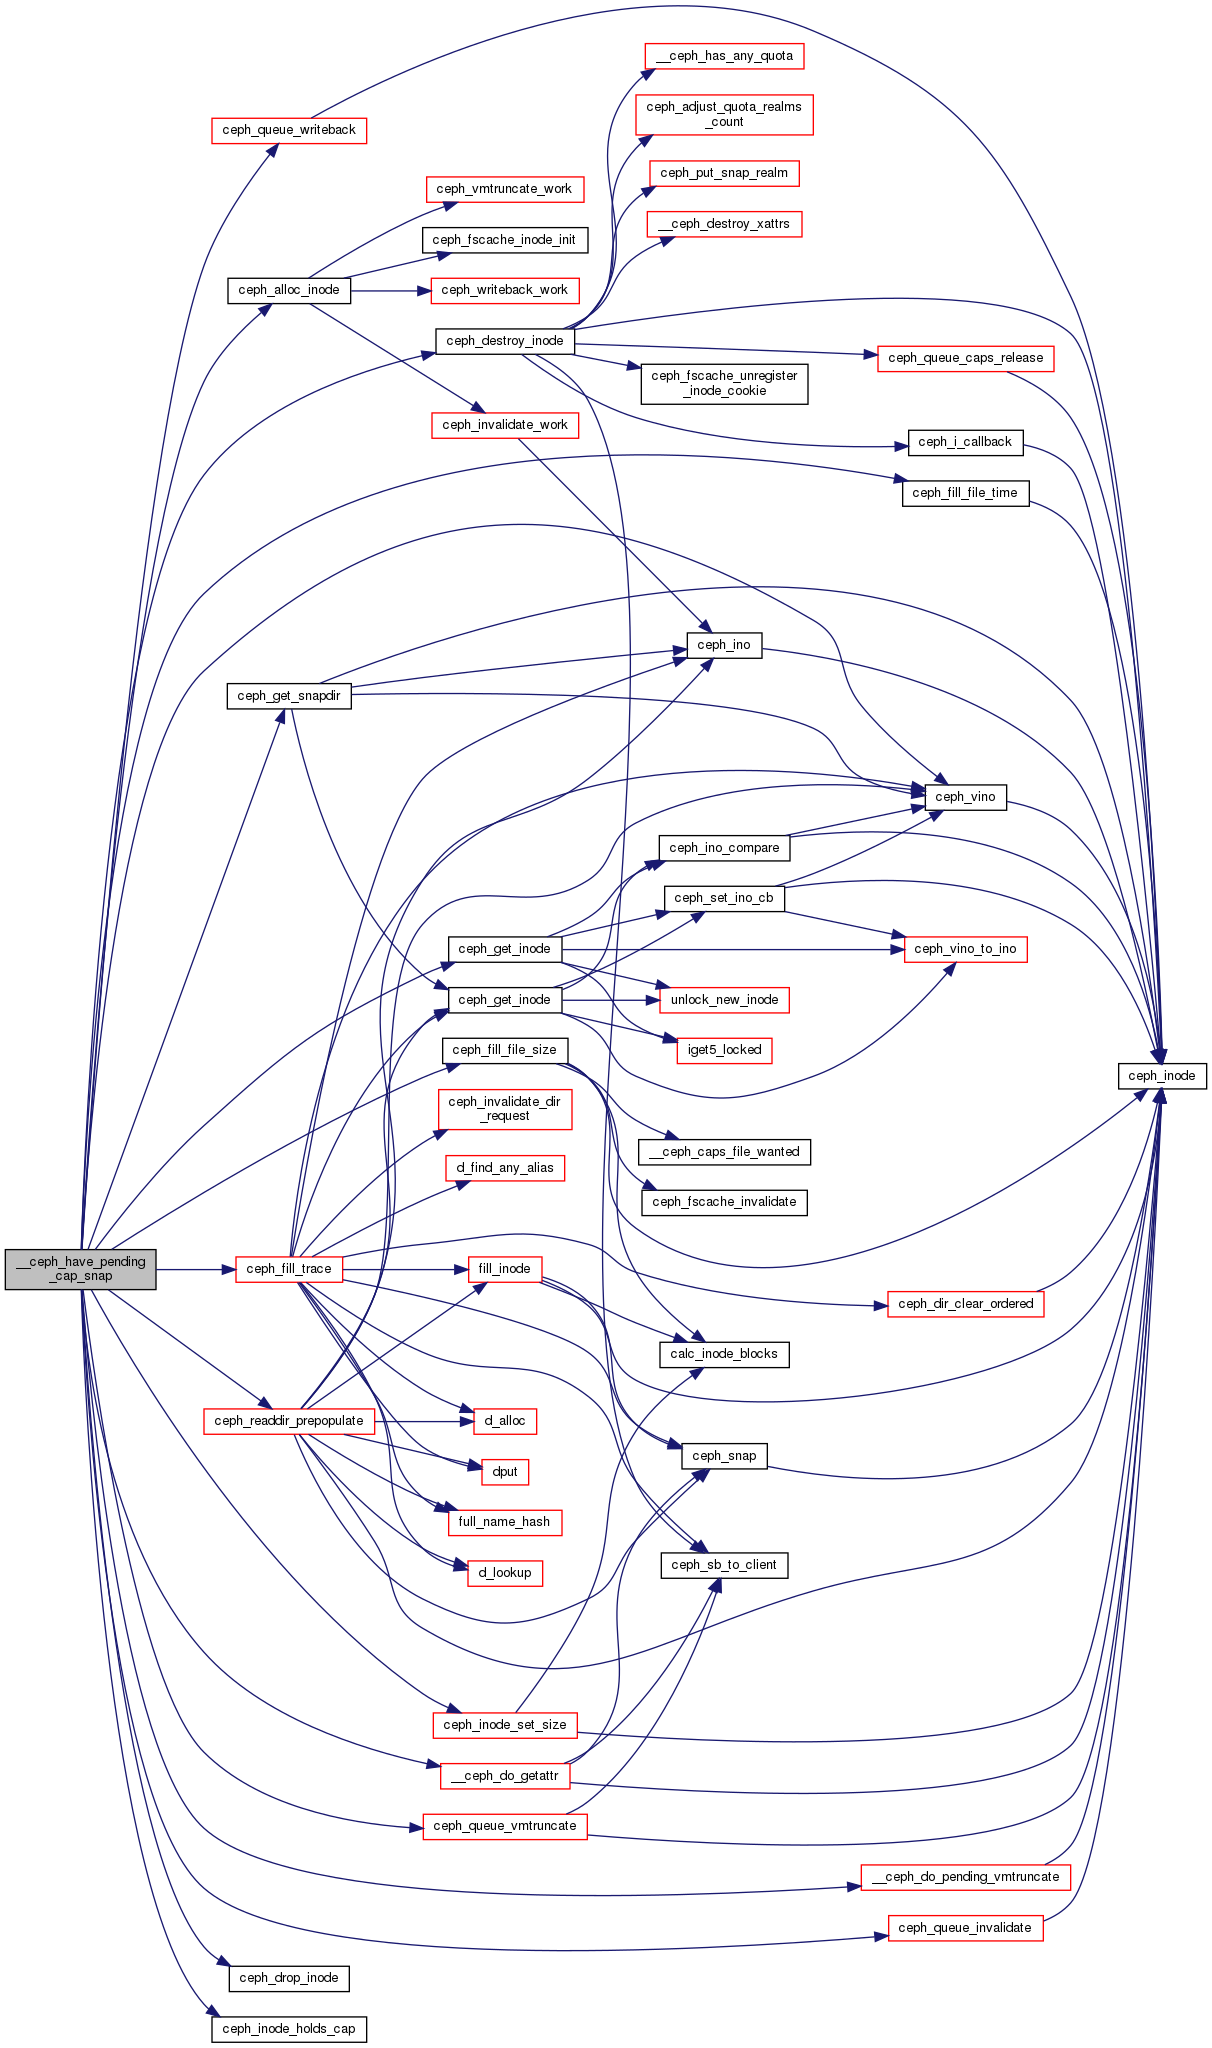 __ceph_has_any_quota
ceph_adjust_quota_realms
_count
ceph_queue_writeback
ceph_put_snap_realm
ceph_vmtruncate_work
__ceph_destroy_xattrs
ceph_fscache_inode_init
ceph_alloc_inode
ceph_writeback_work
ceph_destroy_inode
ceph_queue_caps_release
ceph_fscache_unregister
_inode_cookie
ceph_invalidate_work
ceph_i_callback
ceph_fill_file_time
ceph_ino
ceph_get_snapdir
ceph_vino
ceph_ino_compare
ceph_set_ino_cb
ceph_get_inode
ceph_vino_to_ino
ceph_get_inode
unlock_new_inode
ceph_fill_file_size
iget5_locked
ceph_inode
ceph_invalidate_dir
_request
__ceph_caps_file_wanted
d_find_any_alias
ceph_fscache_invalidate
__ceph_have_pending
_cap_snap
ceph_fill_trace
fill_inode
ceph_dir_clear_ordered
calc_inode_blocks
ceph_readdir_prepopulate
d_alloc
ceph_snap
dput
full_name_hash
ceph_sb_to_client
d_lookup
ceph_inode_set_size
__ceph_do_getattr
ceph_queue_vmtruncate
__ceph_do_pending_vmtruncate
ceph_queue_invalidate
ceph_drop_inode
ceph_inode_holds_cap